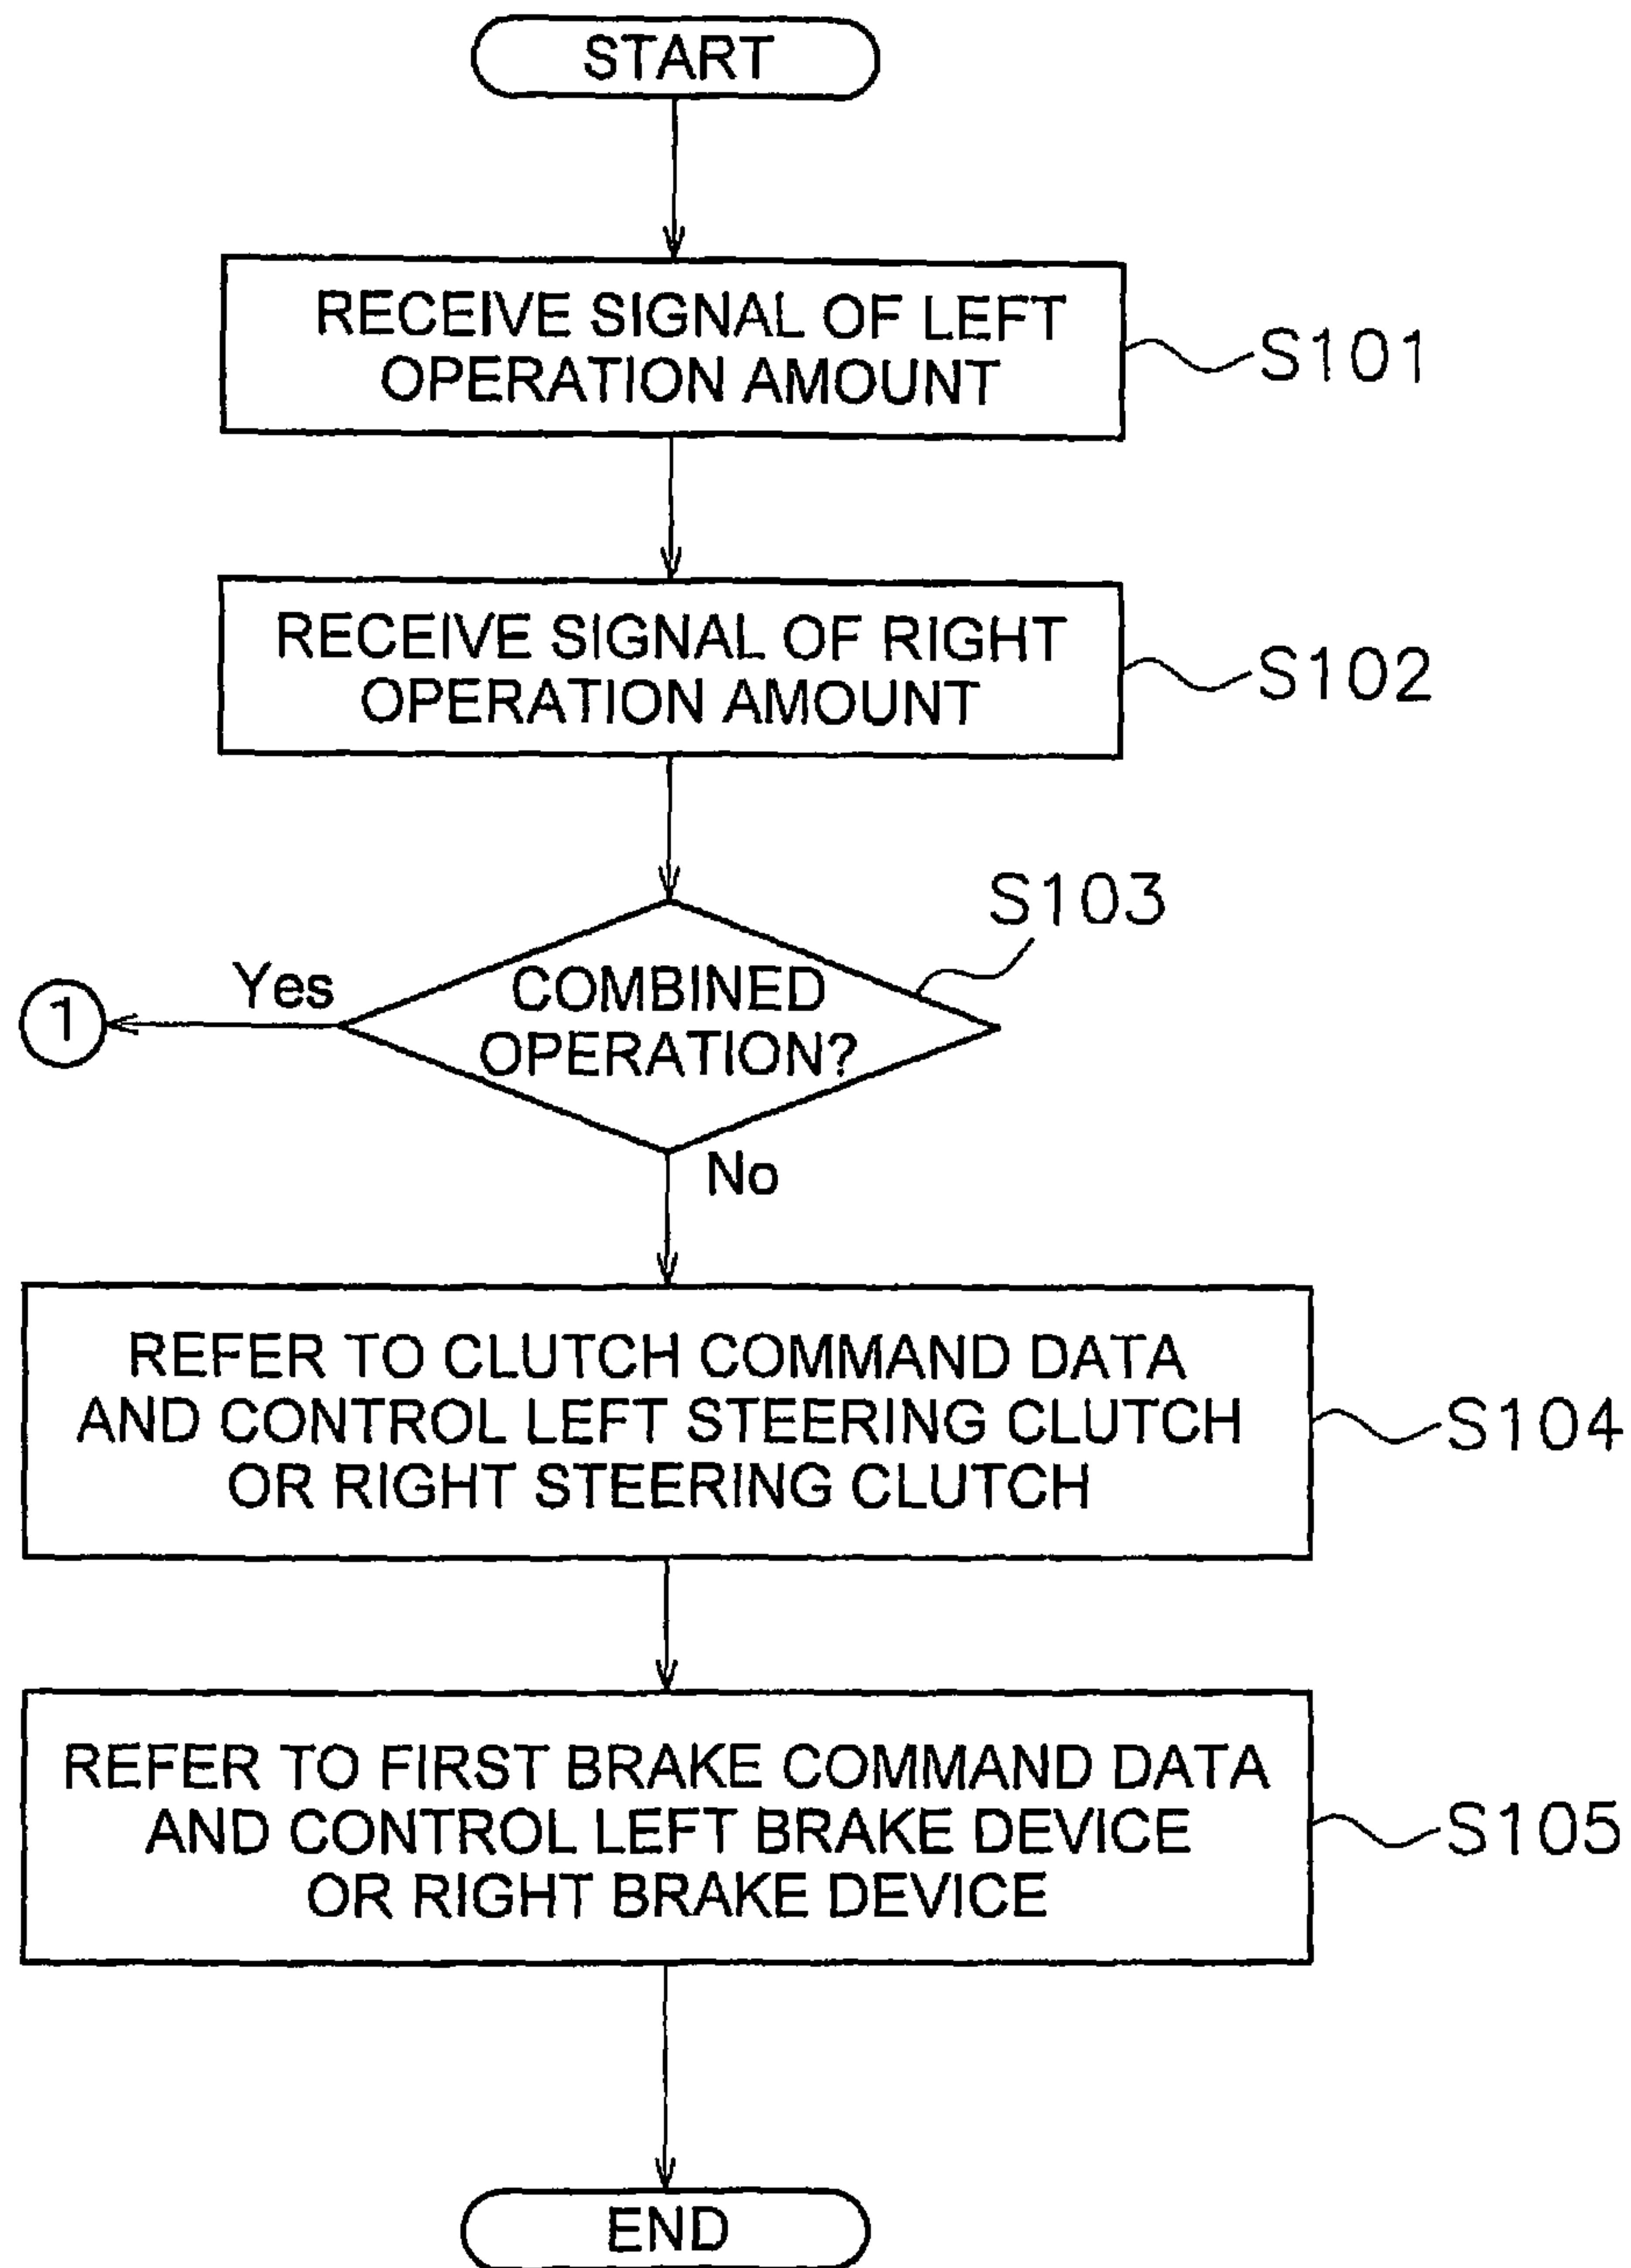 START
RECEIVE SIGNAL OF LEFT
OPERATION AMOUNT
S101
RECEIVE SIGNAL OF RIGHT
OPERATION AMOUNT
S102
S103
COMBINED
OPERATION?
Yes
1
No
REFER TO CLUTCH COMMAND DATA
AND CONTROL LEFT STEERING CLUTCH
OR RIGHT STEERING CLUTCH
S104
REFER TO FIRST BRAKE COMMAND DATA
AND CONTROL LEFT BRAKE DEVICE
OR RIGHT BRAKE DEVICE
S105
END